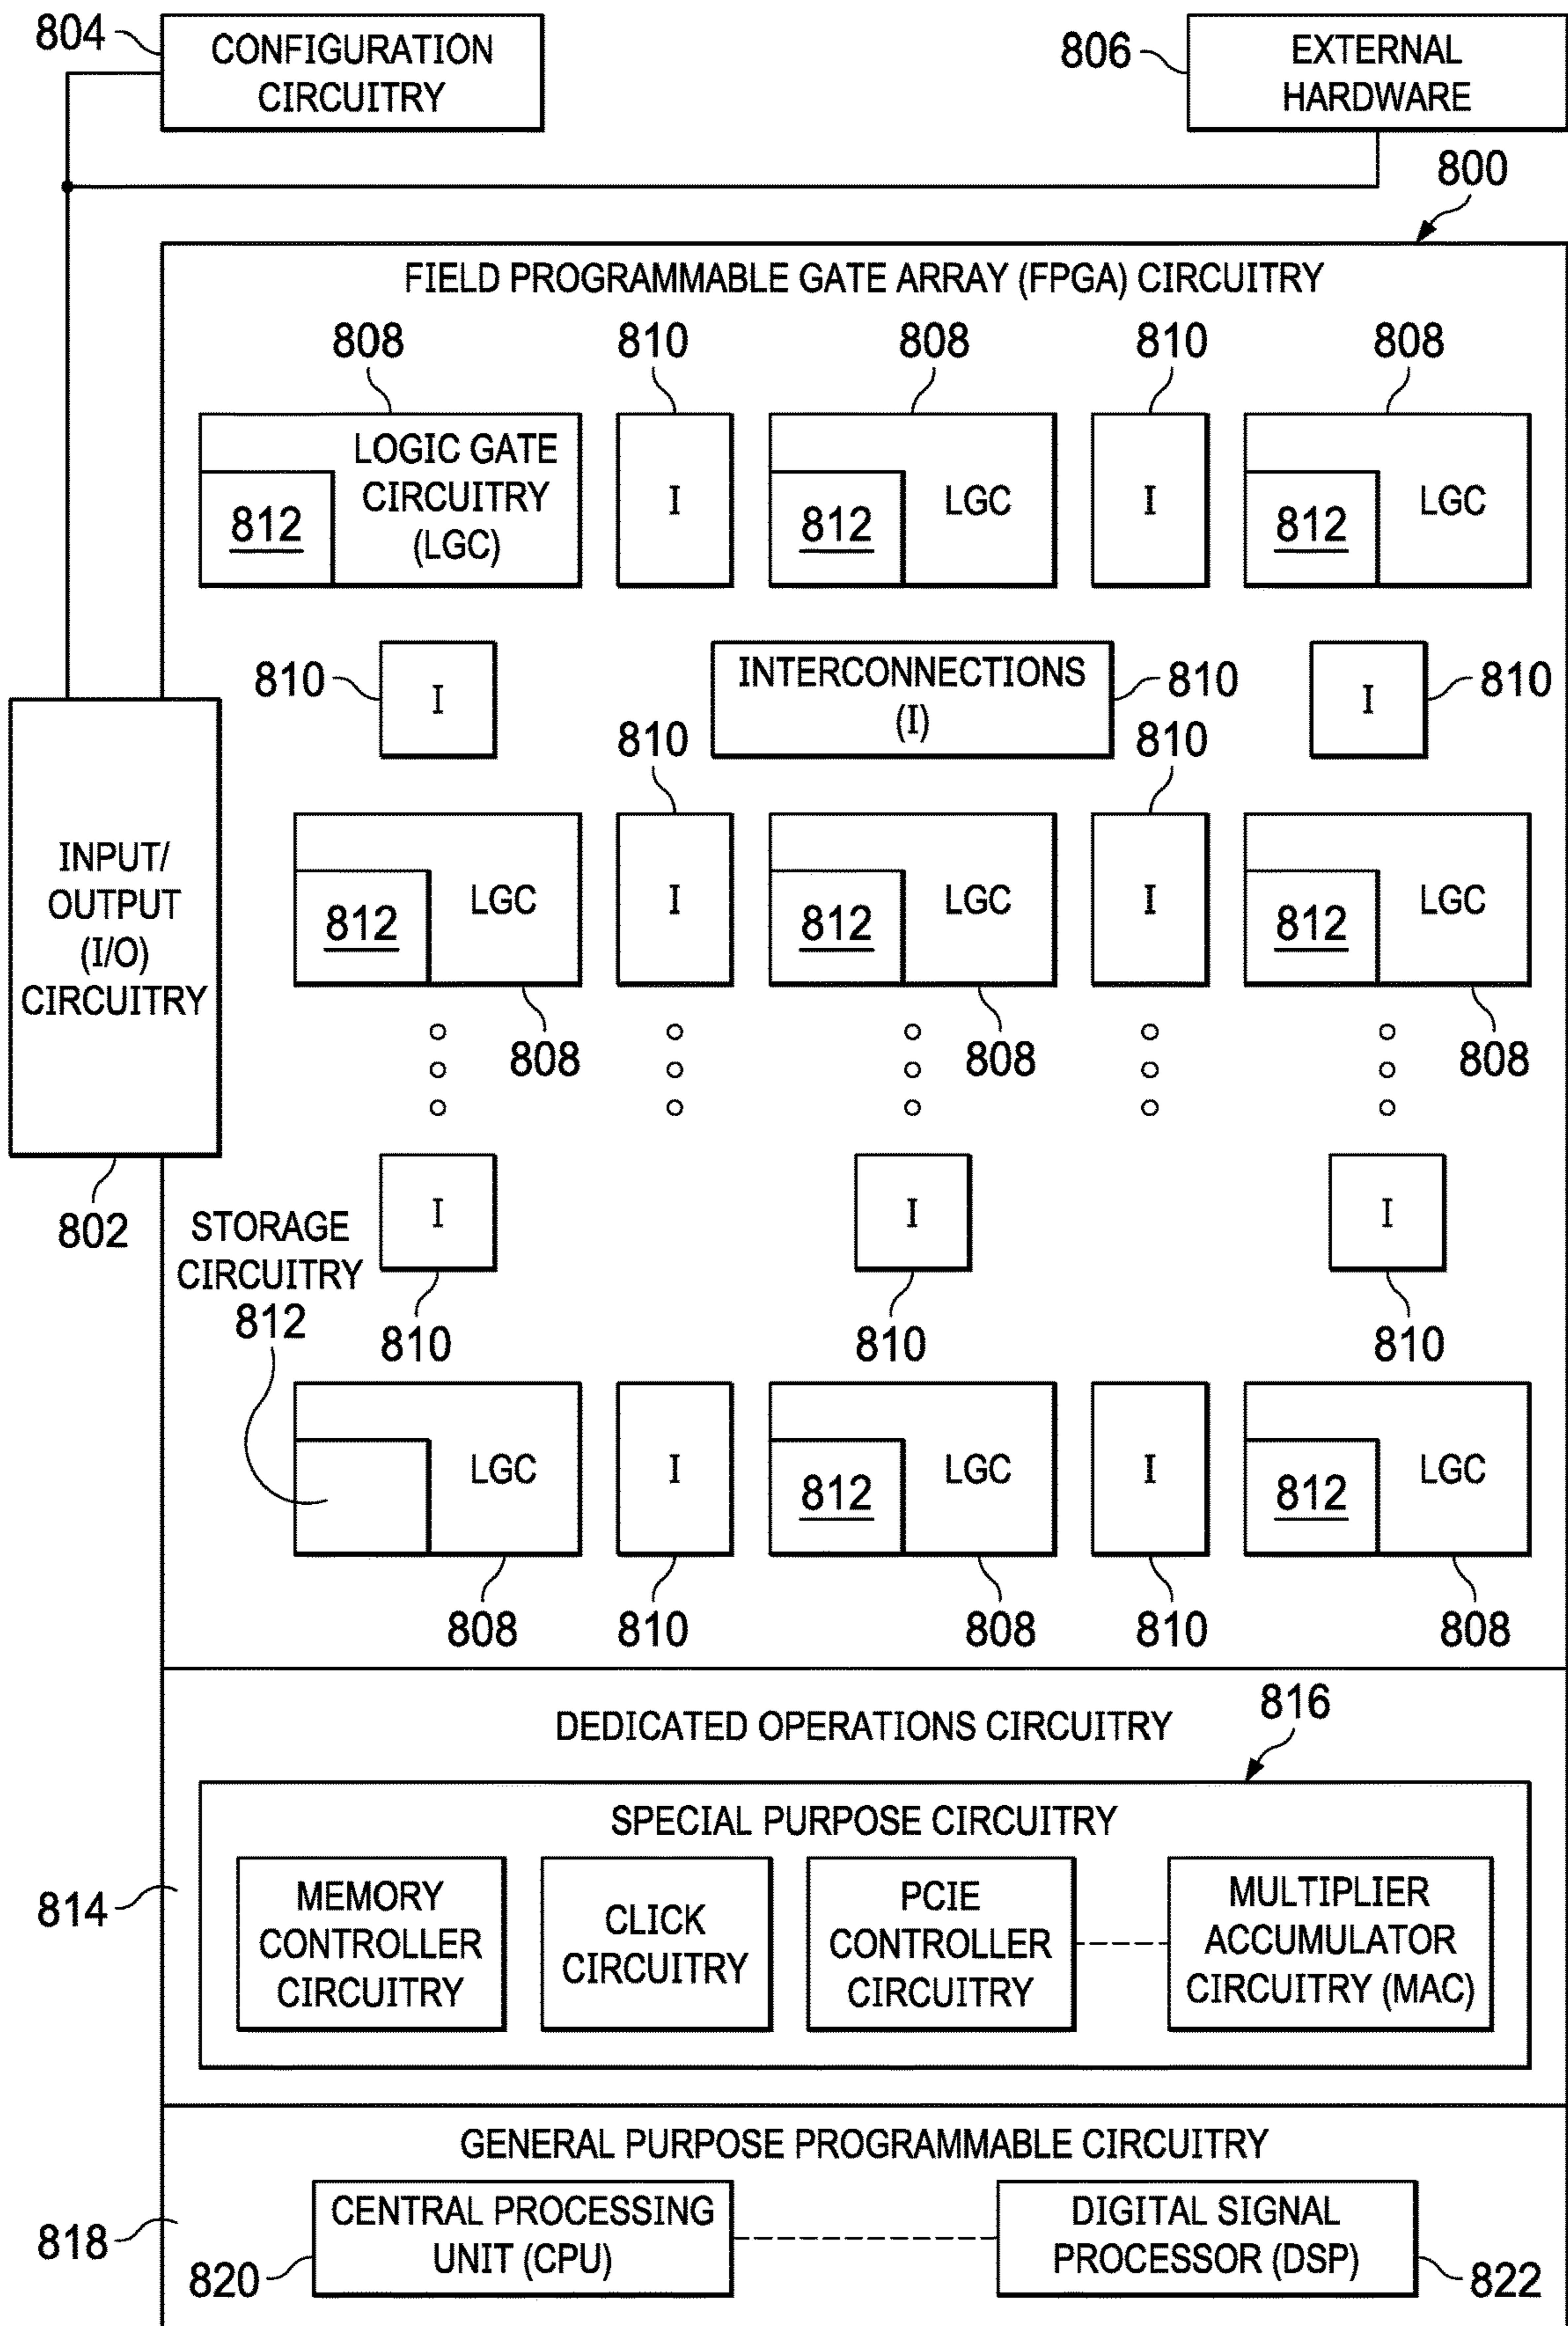 804
CONFIGURATION
CIRCUITRY
806
EXTERNAL
HARDWARE
800
FIELD PROGRAMMABLE GATE ARRAY (FPGA) CIRCUITRY
808 810 808 810 808
LOGIC GATE
CIRCUITRY
(LGC)
812
I
812 LGC
I
812 LGC
810 I
INTERCONNECTIONS
(I)
810
I 810
810 810
INPUT/
OUTPUT
(I/O)
CIRCUITRY
802
812 LGC I 812 LGC I 812 LGC
808 808 808
I I I
STORAGE
CIRCUITRY
812
810 810 810
LGC I 812 LGC I 812 LGC
808 810 808 810 808
DEDICATED OPERATIONS CIRCUITRY
816
SPECIAL PURPOSE CIRCUITRY
814
MEMORY
CONTROLLER
CIRCUITRY
CLICK
CIRCUITRY
PCIE
CONTROLLER
CIRCUITRY
MULTIPLIER
ACCUMULATOR
CIRCUITRY (MAC)
GENERAL PURPOSE PROGRAMMABLE CIRCUITRY
818
820
CENTRAL PROCESSING
UNIT (CPU)
DIGITAL SIGNAL
PROCESSOR (DSP)
822